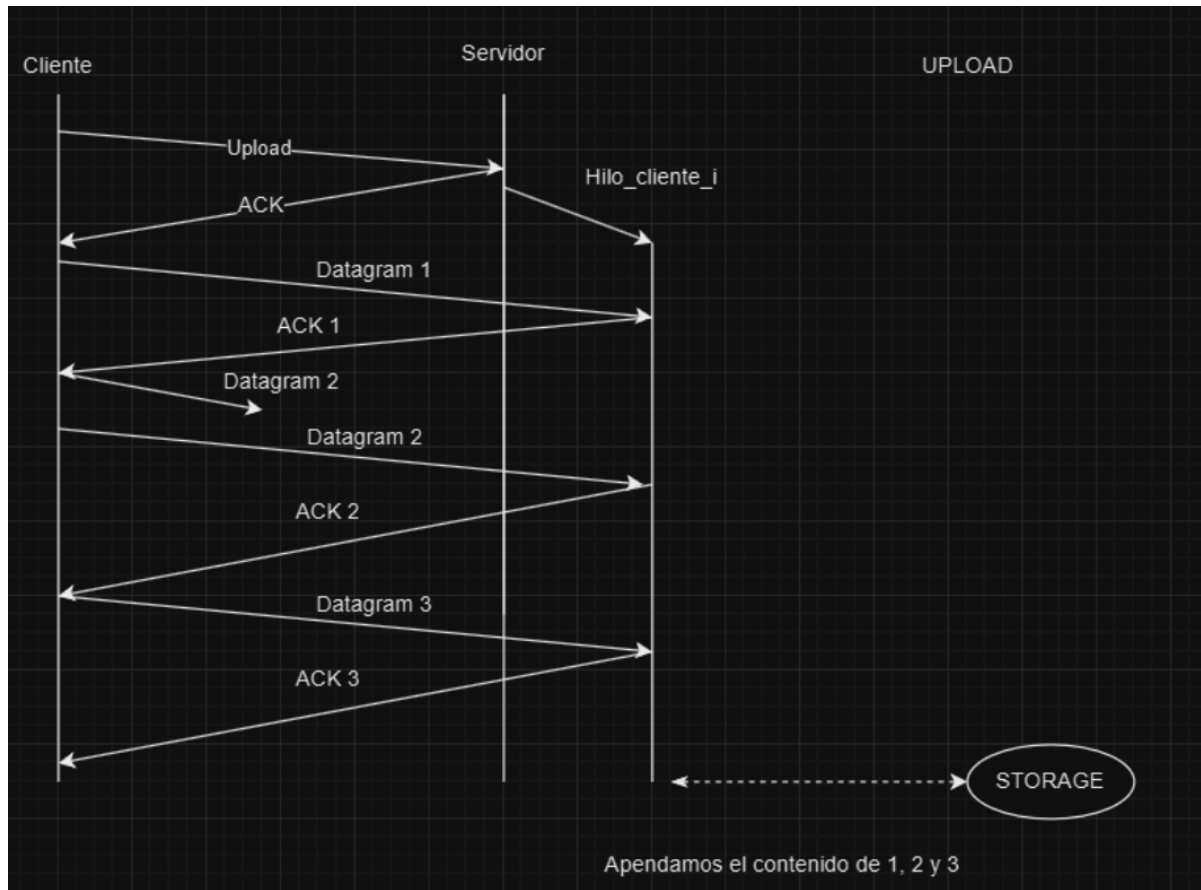 Servidor
Cliente
UPLOAD
Upload
Hilo_cliente_i
ACK
Datagram 1
ACK 1
Datagram 2
Datagram 2
ACK 2
Datagram 3
ACK 3
STORAGE
Apendamos el contenido de 1, 2 y 3